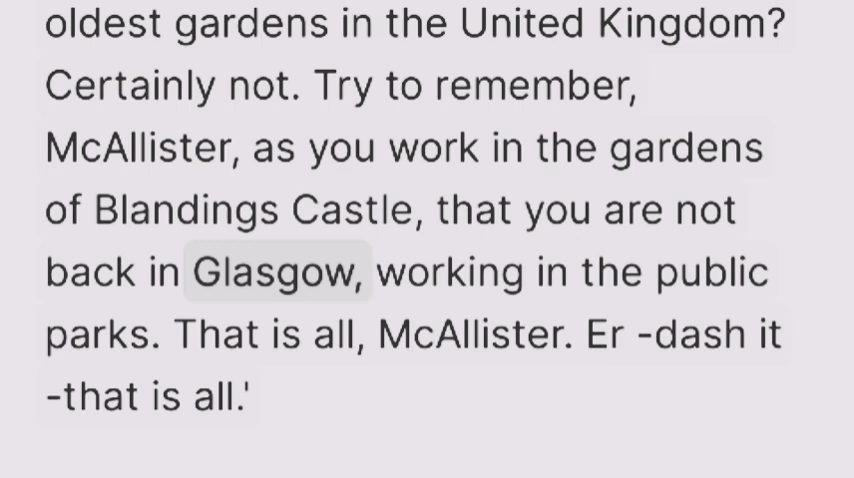 oldest gardens in the United Kingdom?
Certainly not. Try to remember,
McAllister, as you work in the gardens
of Blandings Castle, that you are not
back in Glasgow, working in the public
parks. That is all, McAllister. Er -dash it
-that is all.'